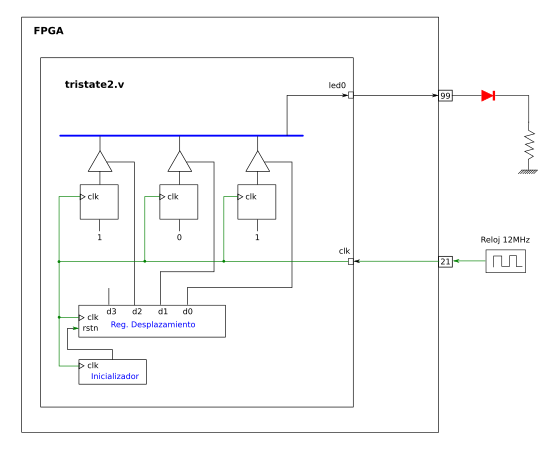 FPGA
tristate2.v
led0
99
clk
clk
clk
1
0
1
Reloj 12MHz
clk
21
d3
d2
d1
d0
clk
Reg. Desplazamiento
rstn
clk
Inicializador